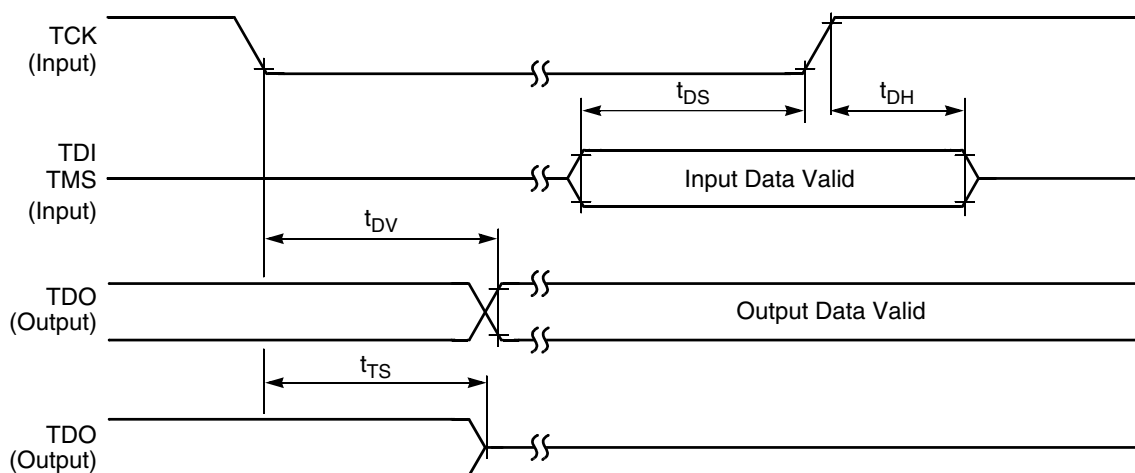 TCK
(Input)
tDS
tDH
TDI
TMS
(Input)
Input Data Valid
tDV
TDO
(Output)
Output Data Valid
tTS
TDO
(Output)